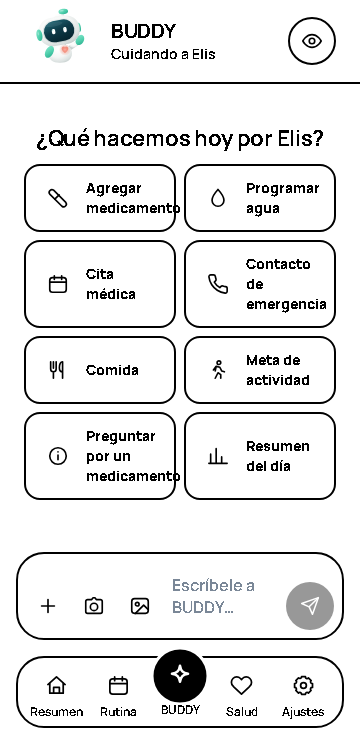 BUDDY
Cuidando a Elis
¿Qué hacemos hoy por Elis?
Agregar
medicamento
Programar
agua
Cita
médica
Contacto
de
emergencia
Comida
Meta de
actividad
Preguntar
por un
medicamento
Resumen
del día
Escríbele a
BUDDY…
Resumen
Rutina
BUDDY
Salud
Ajustes